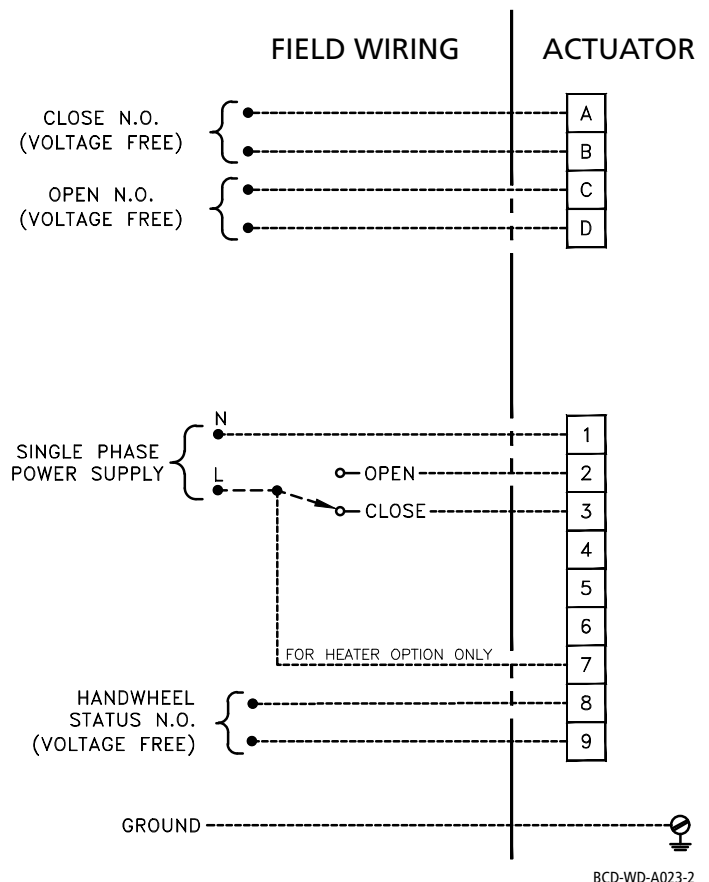 FIELD WIRING
ACTUATOR
CLOSE N.O.
(VOLTAGE FREE)
A
B
OPEN N.O.
(VOLTAGE FREE)
C
D
SINGLE PHASE
POWER SUPPLY
N
L
1
OPEN
2
CLOSE
3
4
5
6
FOR HEATER OPTION ONLY
7
HANDWHEEL
STATUS N.O.
(VOLTAGE FREE)
8
9
GROUND
BCD-WD-A023-2